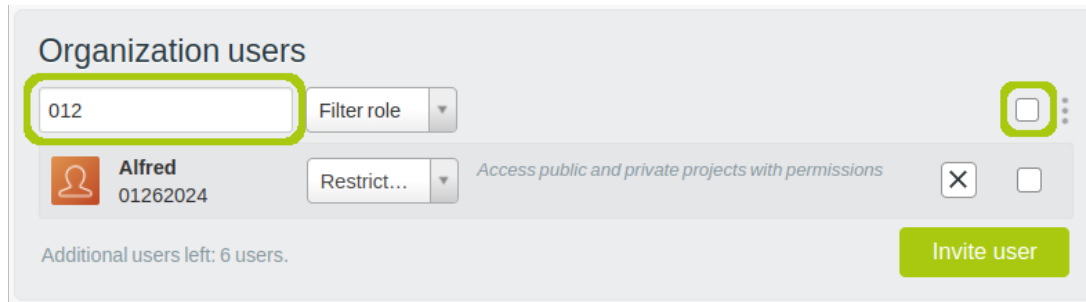 Organization users
012 Filter role
Alfred
01262024
Restrict...
Access public and private projects with permissions
Additional users left: 6 users.
Invite user